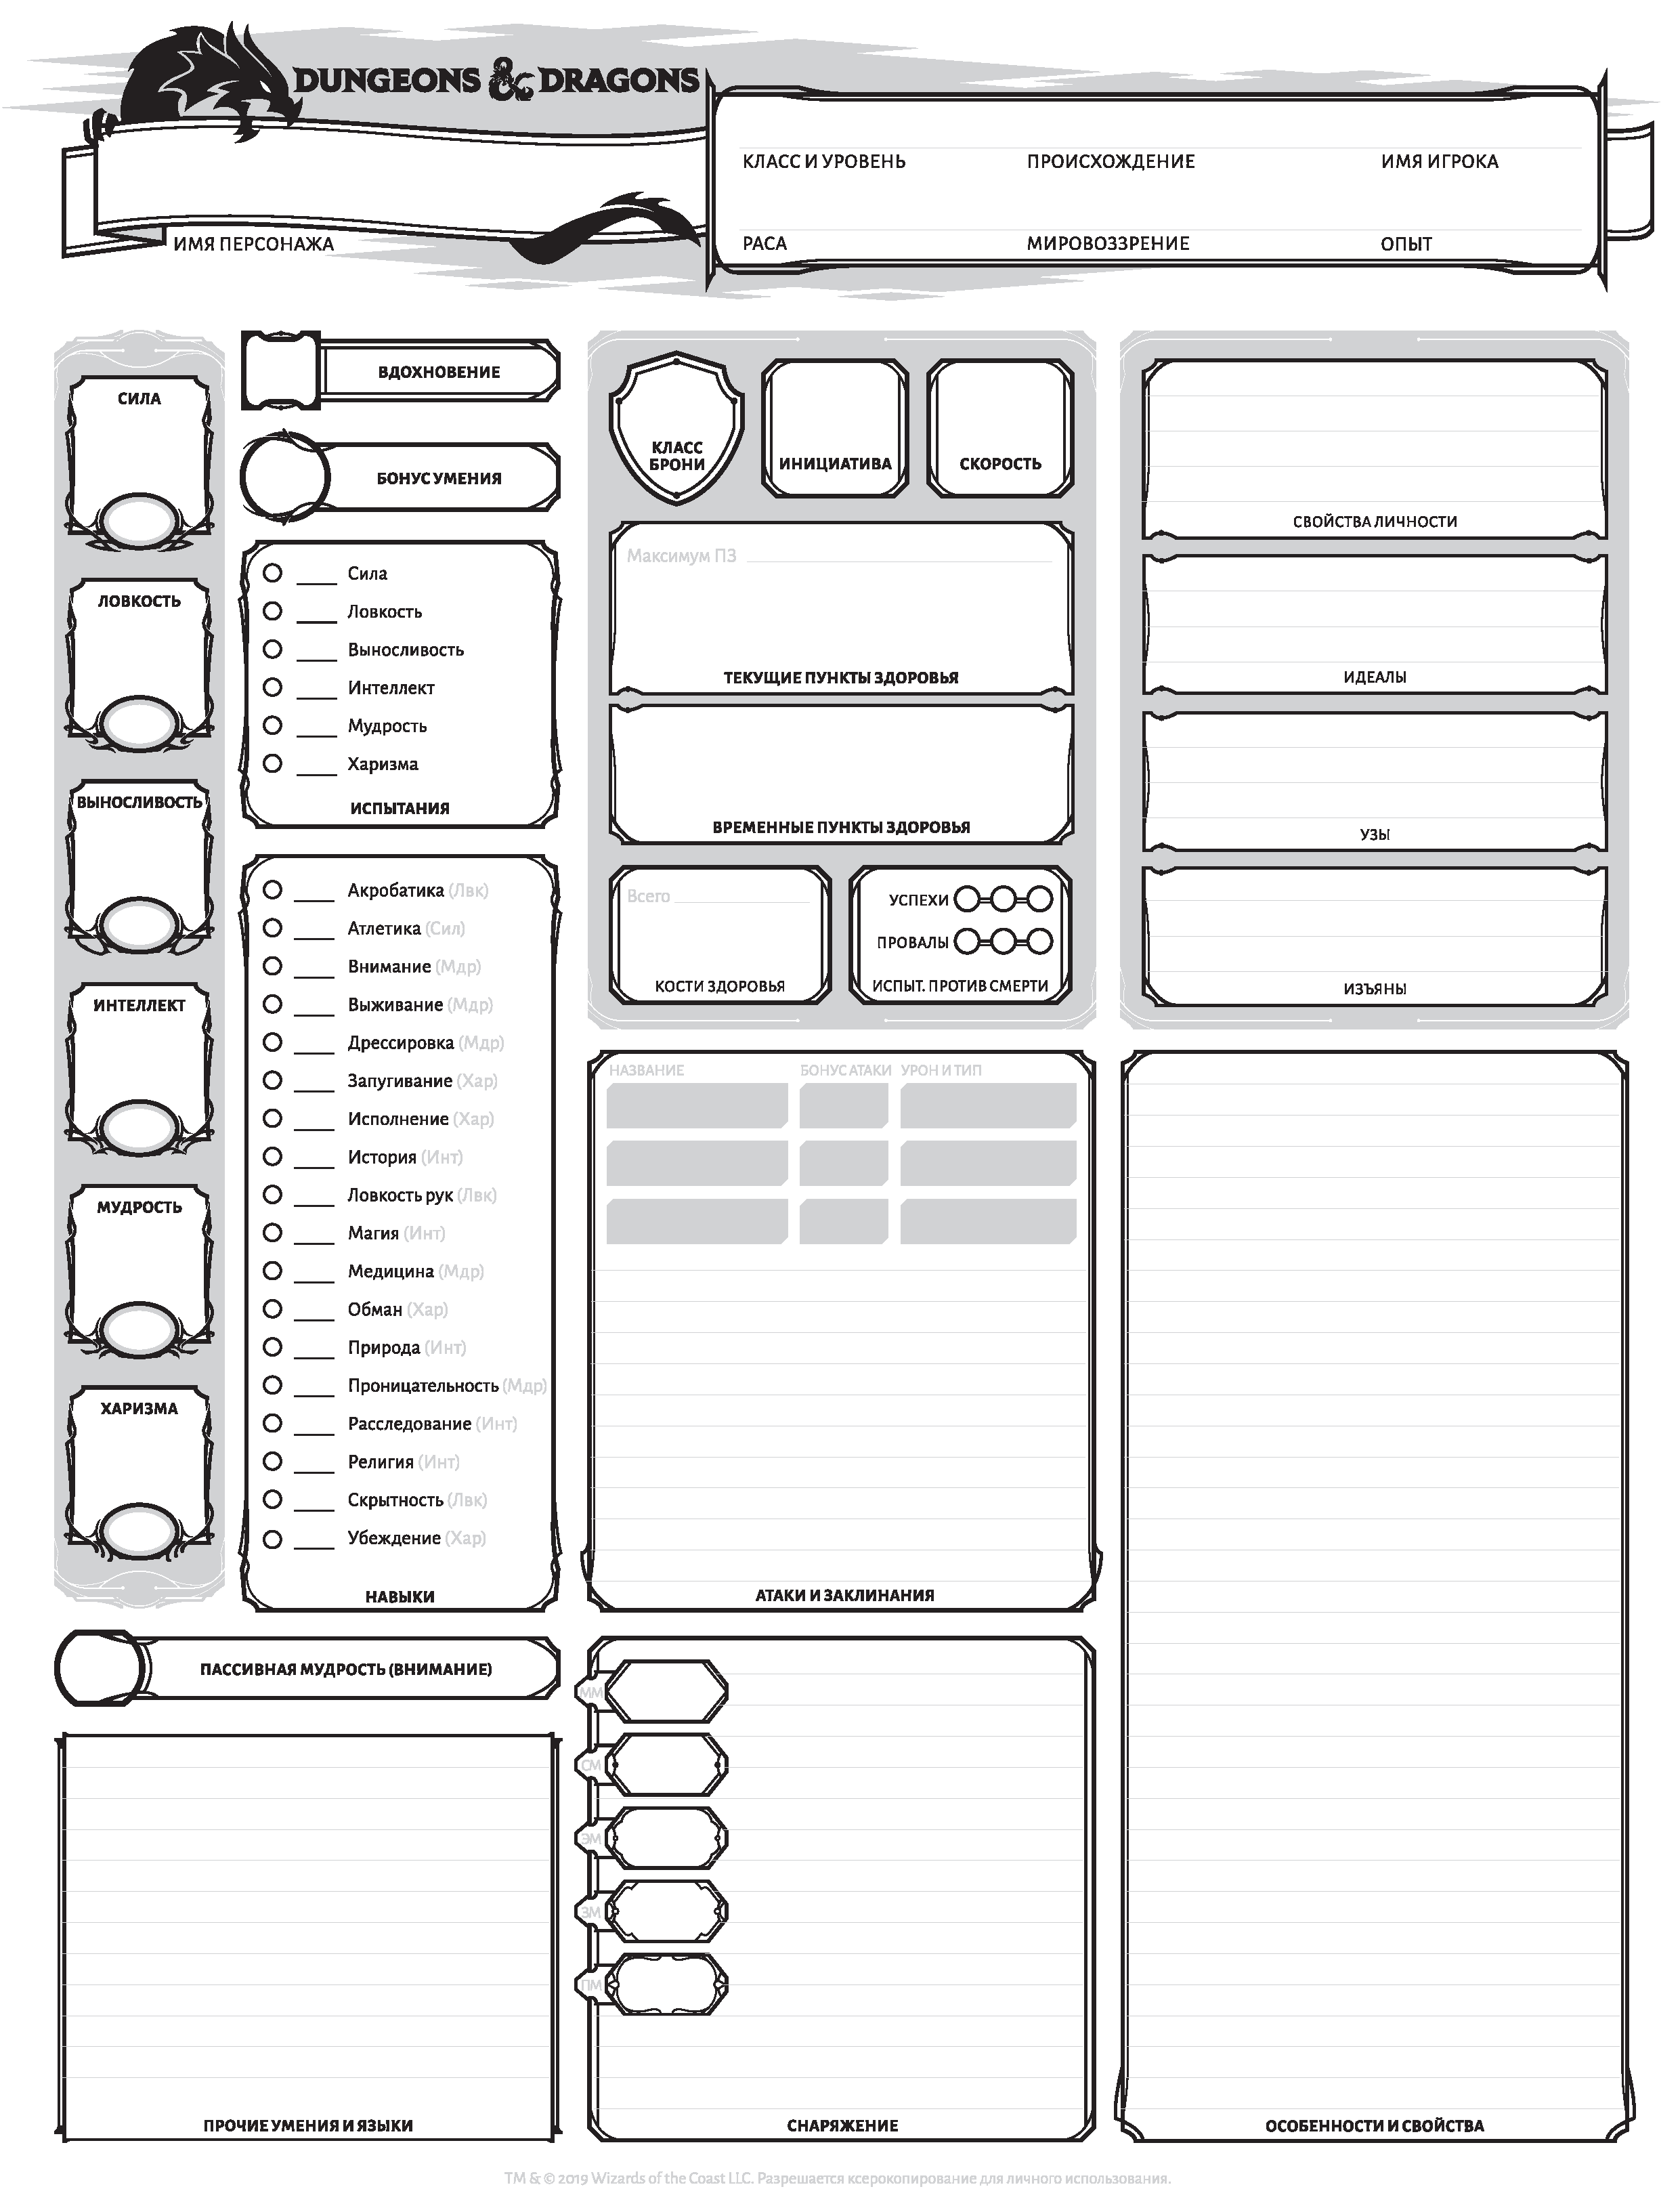 DUNGEONS & DRAGONS
КЛАСС И УРОВЕНЬ ПРОИСХОЖДЕНИЕ ИМЯ ИГРОКА
ИМЯ ПЕРСОНАЖА
РАСА МИРОВОЗЗРЕНИЕ ОПЫТ
СИЛА
ЛОВКОСТЬ
ВЫНОСЛИВОСТЬ
ИНТЕЛЛЕКТ
МУДРОСТЬ
ХАРИЗМА
ВДОХНОВЕНИЕ
БОНУС УМЕНИЯ
Сила
Ловкость
Выносливость
Интеллект
Мудрость
Харизма
ИСПЫТАНИЯ
Акробатика (Лвк)
Атлетика (Сил)
Внимание (Мдр)
Выживание (Мдр)
Дрессировка (Мдр)
Запугивание (Хар)
Исполнение (Хар)
История (Инт)
Ловкость рук (Лвк)
Магия (Инт)
Медицина (Мдр)
Обман (Хар)
Природа (Инт)
Проницательность (Мдр)
Расследование (Инт)
Религия (Инт)
Скрытность (Лвк)
Убеждение (Хар)
НАВЫКИ
ПАССИВНАЯ МУДРОСТЬ (ВНИМАНИЕ)
ПРОЧИЕ УМЕНИЯ И ЯЗЫКИ
КЛАСС
БРОНИ
ИНИЦИАТИВА
СКОРОСТЬ
Максимум ПЗ
ТЕКУЩИЕ ПУНКТЫ ЗДОРОВЬЯ
ВРЕМЕННЫЕ ПУНКТЫ ЗДОРОВЬЯ
Всего
КОСТИ ЗДОРОВЬЯ
УСПЕХИ
ПРОВАЛЫ
ИСПЫТ. ПРОТИВ СМЕРТИ
НАЗВАНИЕ БОНУС АТАКИ УРОН И ТИП
АТАКИ И ЗАКЛИНАНИЯ
ММ
СМ
ЭМ
ЗМ
ПМ
СНАРЯЖЕНИЕ
СВОЙСТВА ЛИЧНОСТИ
ИДЕАЛЫ
УЗЫ
ИЗЪЯНЫ
ОСОБЕННОСТИ И СВОЙСТВА
TM & © 2019 Wizards of the Coast LLC. Разрешается ксерокопирование для личного использования.